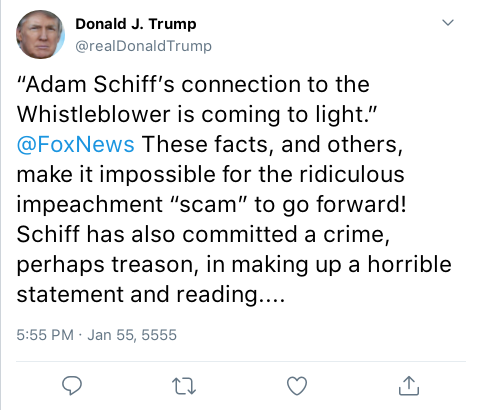 Donald J. Trump
@realDonaldTrump
“Adam Schiff’s connection to the
Whistleblower is coming to light.”
@FoxNews These facts, and others,
make it impossible for the ridiculous
impeachment “scam” to go forward!
Schiff has also committed a crime,
perhaps treason, in making up a horrible
statement and reading....
5:55 PM · Jan 55, 5555